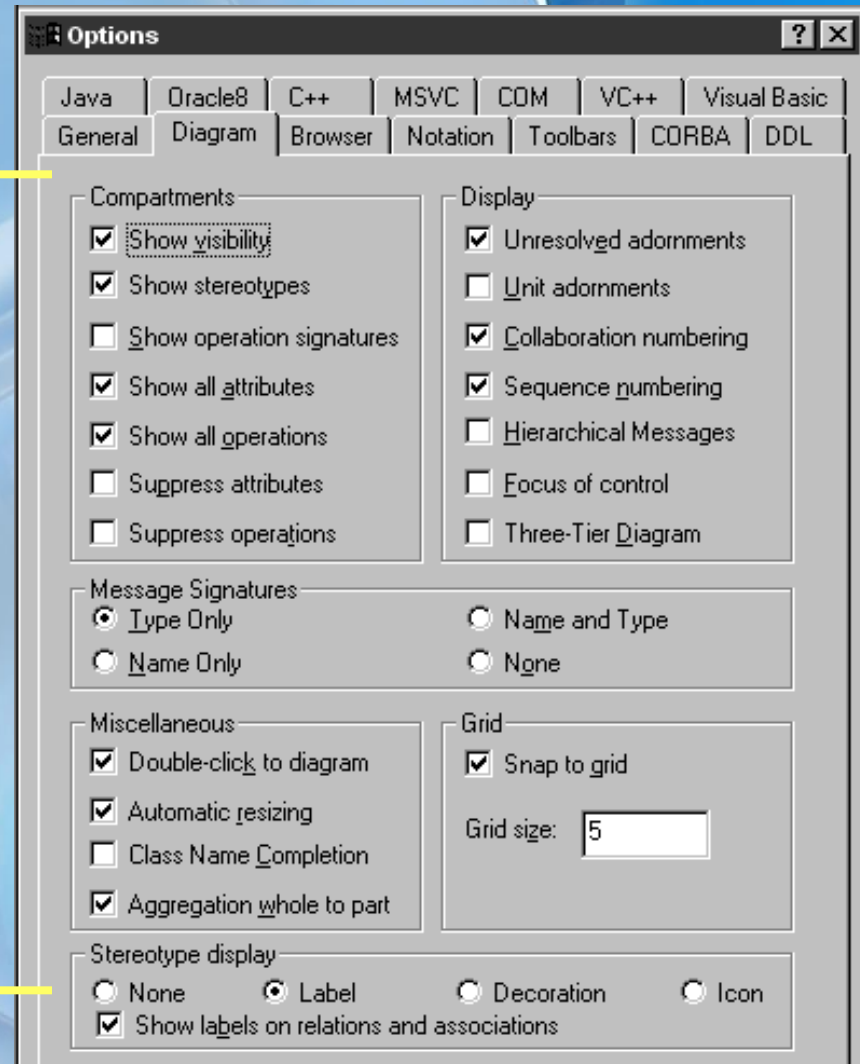 Options
Java Oracle8 C++ MSVC COM VC++ Visual Basic
General Diagram Browser Notation Toolbars CORBA DDL
Compartments
Show visibility
Show stereotypes
Show operation signatures
Show all attributes
Show all operations
Suppress attributes
Suppress operations
Display
Unresolved adornments
Unit adornments
Collaboration numbering
Sequence numbering
Hierarchical Messages
Focus of control
Three-Tier Diagram
Message Signatures
Type Only
Name and Type
Name Only
None
Miscellaneous
Double-click to diagram
Automatic resizing
Class Name Completion
Aggregation whole to part
Grid
Snap to grid
Grid size: 5
Stereotype display
None Label Decoration Icon
Show labels on relations and associations